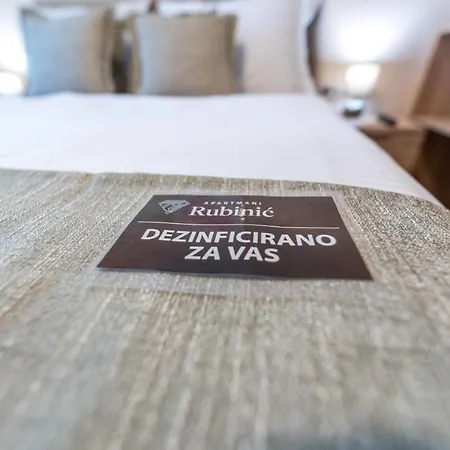 APARTMANI
Rubinić
DEZINFICIRANO
ZA VAS